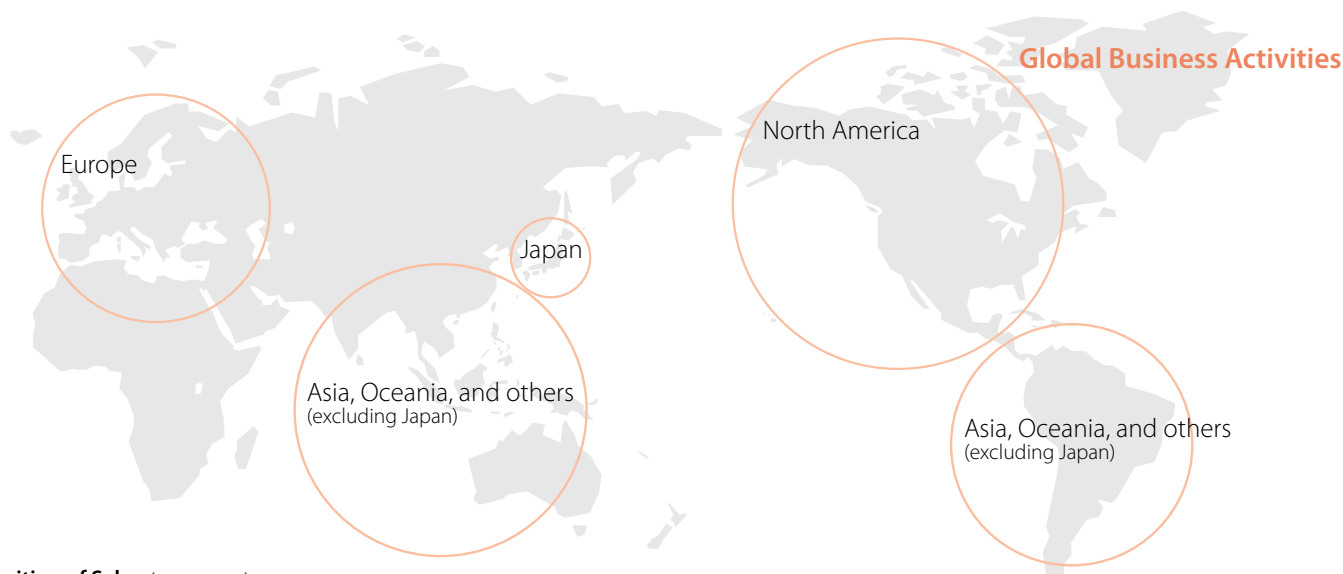 Global Business Activities
North America
Europe
Japan
Asia, Oceania, and others
(excluding Japan)
Asia, Oceania, and others
(excluding Japan)